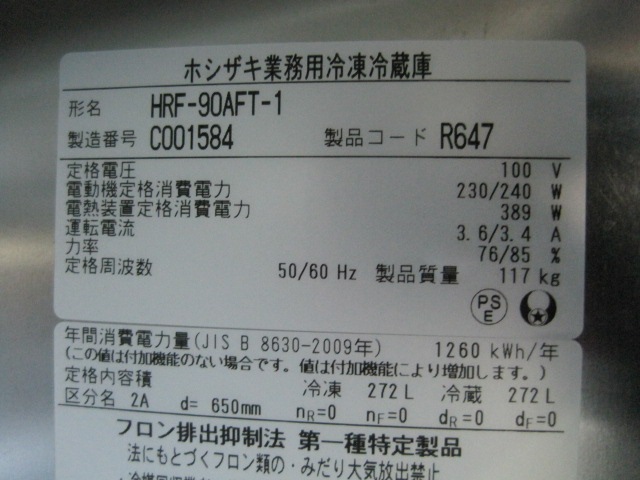 ホシザキ業務用冷凍冷蔵庫
形名 HRF-90AFT-1
製造番号 C001584 製品コード R647
定格電圧 100 V
電動機定格消費電力 230/240 W
電熱装置定格消費電力 389 W
運転電流 3.6/3.4 A
力率 76/85 %
定格周波数 50/60 Hz 製品質量 117 kg
PS
E
年間消費電力量(JIS B 8630-2009年) 1260 kWh/年
(この値は付加機能のない場合です。値は付加機能により増加します。)
定格内容積 冷凍 272 L 冷蔵 272 L
区分名 2A d= 650mm nR=0 nF=0 dR=0 dF=0
フロン排出抑制法 第一種特定製品
法にもとづくフロン類の・みだり大気放出禁止